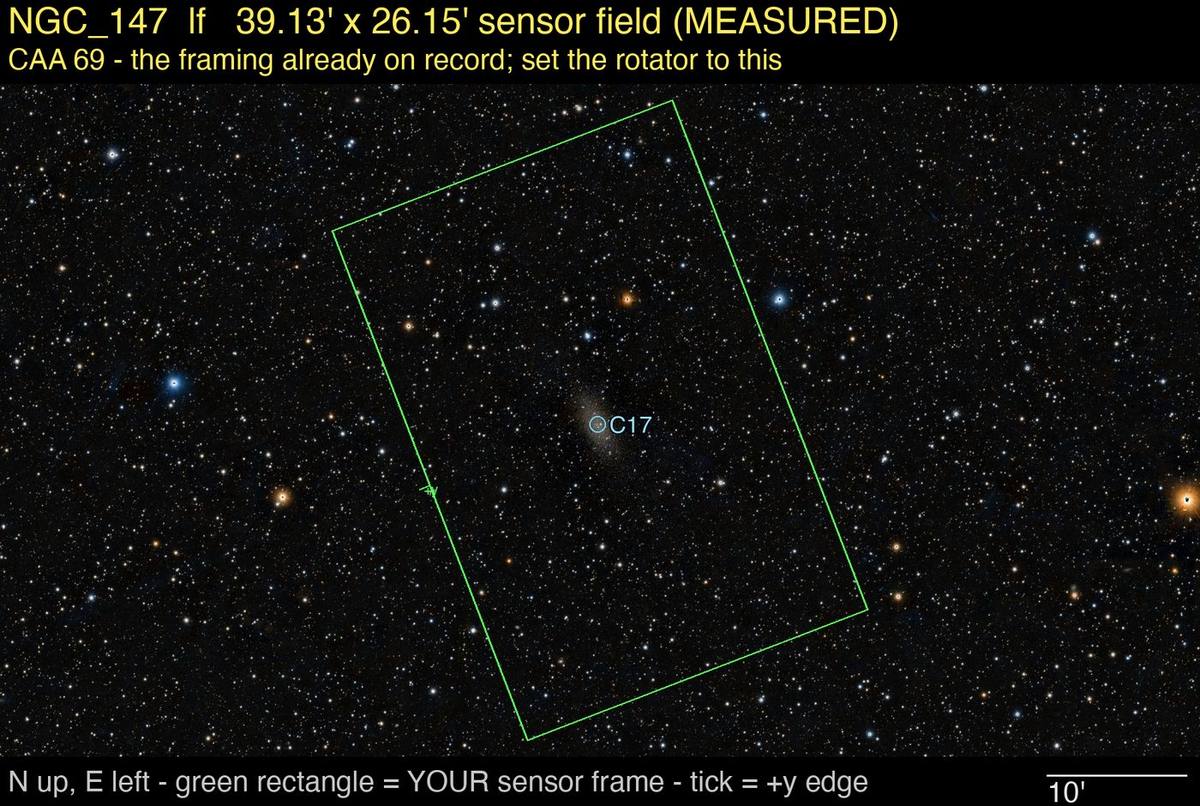 NGC_147 lf 39.13' x 26.15' sensor field (MEASURED)
CAA 69 - the framing already on record; set the rotator to this
C17
+y
N up, E left - green rectangle = YOUR sensor frame - tick = +y edge
10'